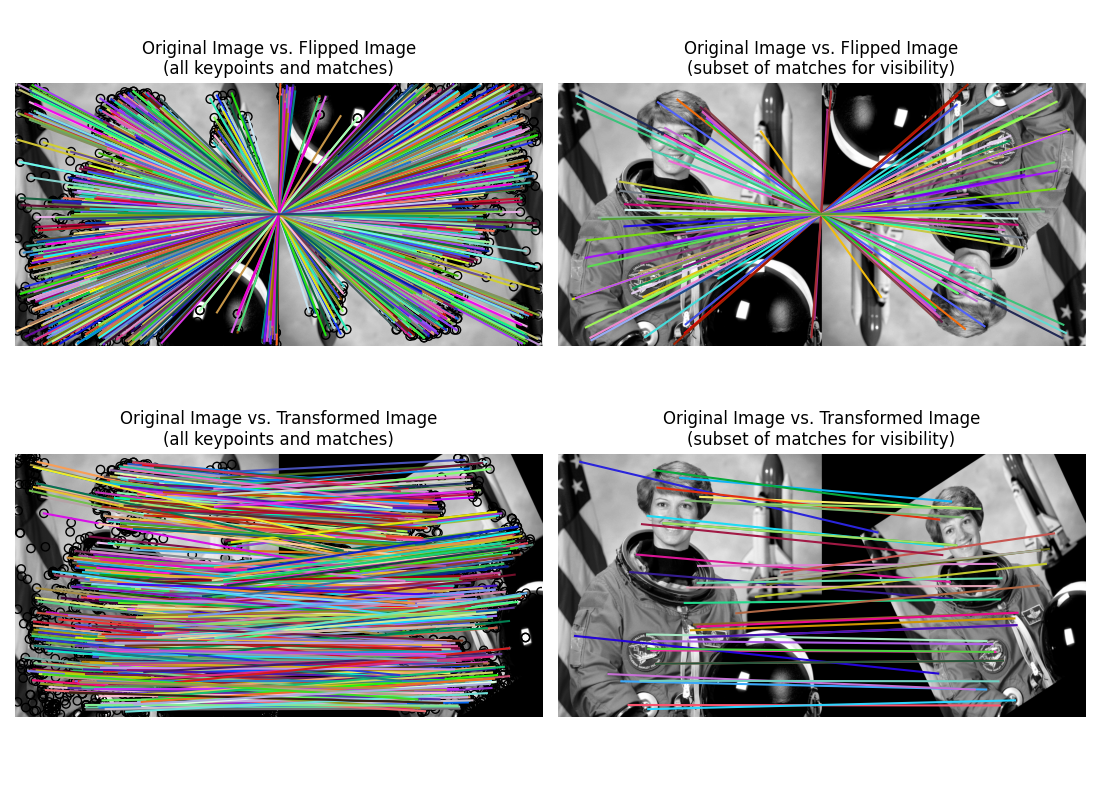 Original Image vs. Flipped Image
(all keypoints and matches)
Original Image vs. Flipped Image
(subset of matches for visibility)
Original Image vs. Transformed Image
(all keypoints and matches)
Original Image vs. Transformed Image
(subset of matches for visibility)